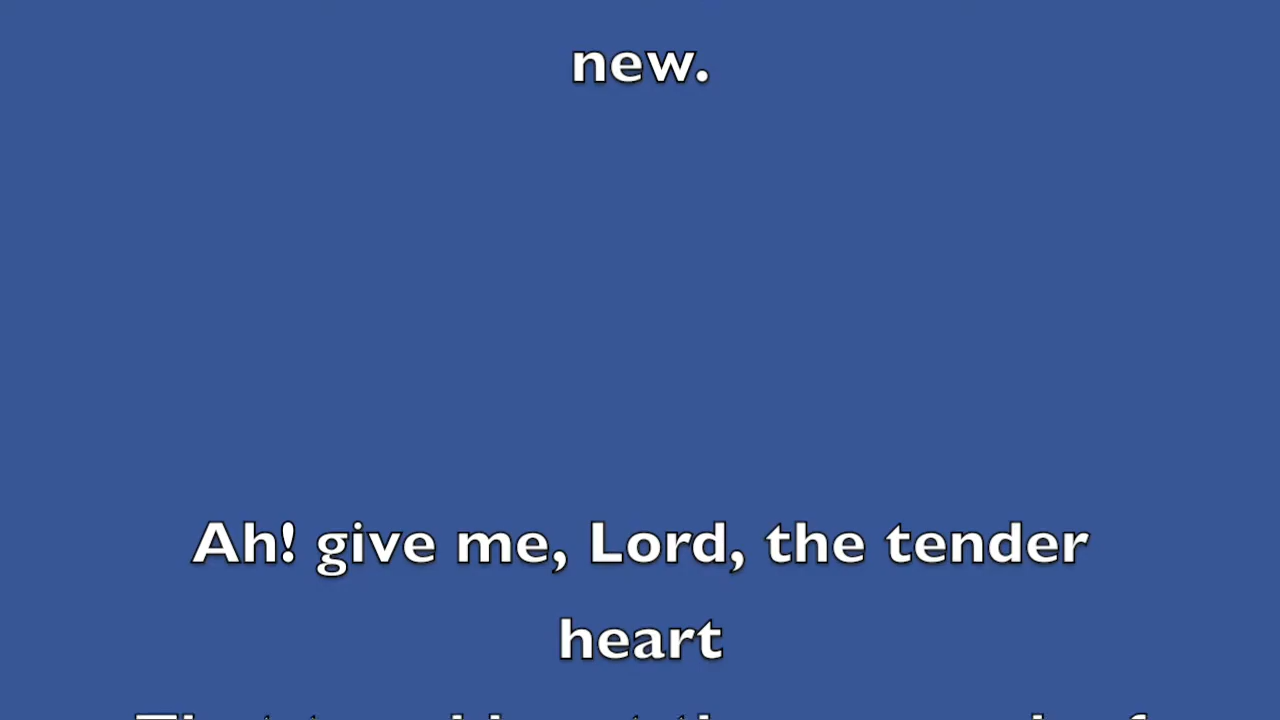 new.
Ah! give me, Lord, the tender
heart